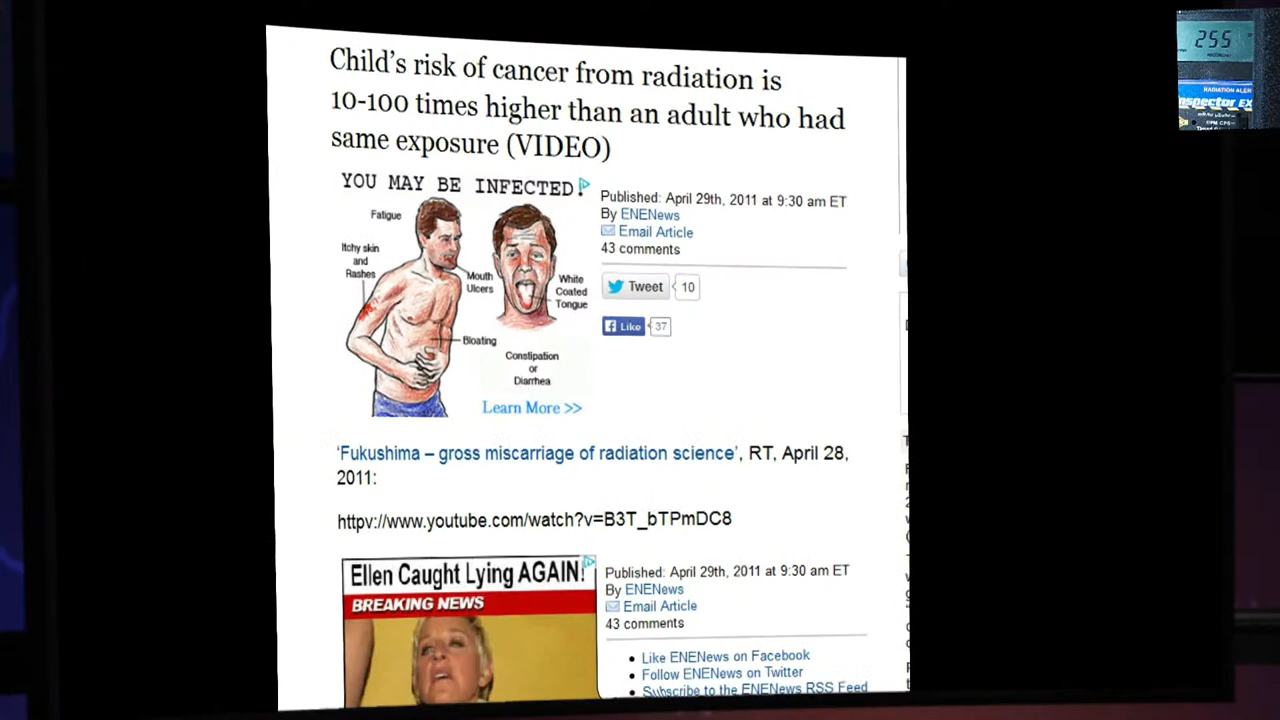 Child's risk of cancer from radiation is
10-100 times higher than an adult who had
same exposure (VIDEO)
YOU MAY BE INFECTED!
Fatigue
Itchy skin
and
Rashes
Mouth
Ulcers
White
Coated
Tongue
Bloating
Constipation
or
Diarrhea
Learn More >>
Published: April 29th, 2011 at 9:30 am ET
By ENENews
Email Article
43 comments
Tweet 10
Like 37
'Fukushima – gross miscarriage of radiation science', RT, April 28,
2011:
httpv://www.youtube.com/watch?v=B3T_bTPmDC8
Ellen Caught Lying AGAIN!
BREAKING NEWS
Published: April 29th, 2011 at 9:30 am ET
By ENENews
Email Article
43 comments
• Like ENENews on Facebook
• Follow ENENews on Twitter
• Subscribe to the ENENews RSS Feed
255
RADIATION ALER
nspector EX